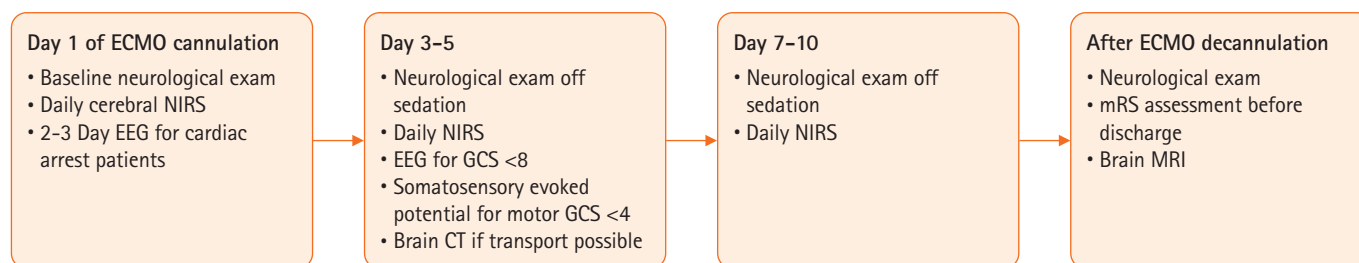 Day 1 of ECMO cannulation
• Baseline neurological exam
• Daily cerebral NIRS
• 2-3 Day EEG for cardiac
arrest patients
Day 3-5
• Neurological exam off
sedation
• Daily NIRS
• EEG for GCS <8
• Somatosensory evoked
potential for motor GCS <4
• Brain CT if transport possible
Day 7-10
• Neurological exam off
sedation
• Daily NIRS
After ECMO decannulation
• Neurological exam
• mRS assessment before
discharge
• Brain MRI